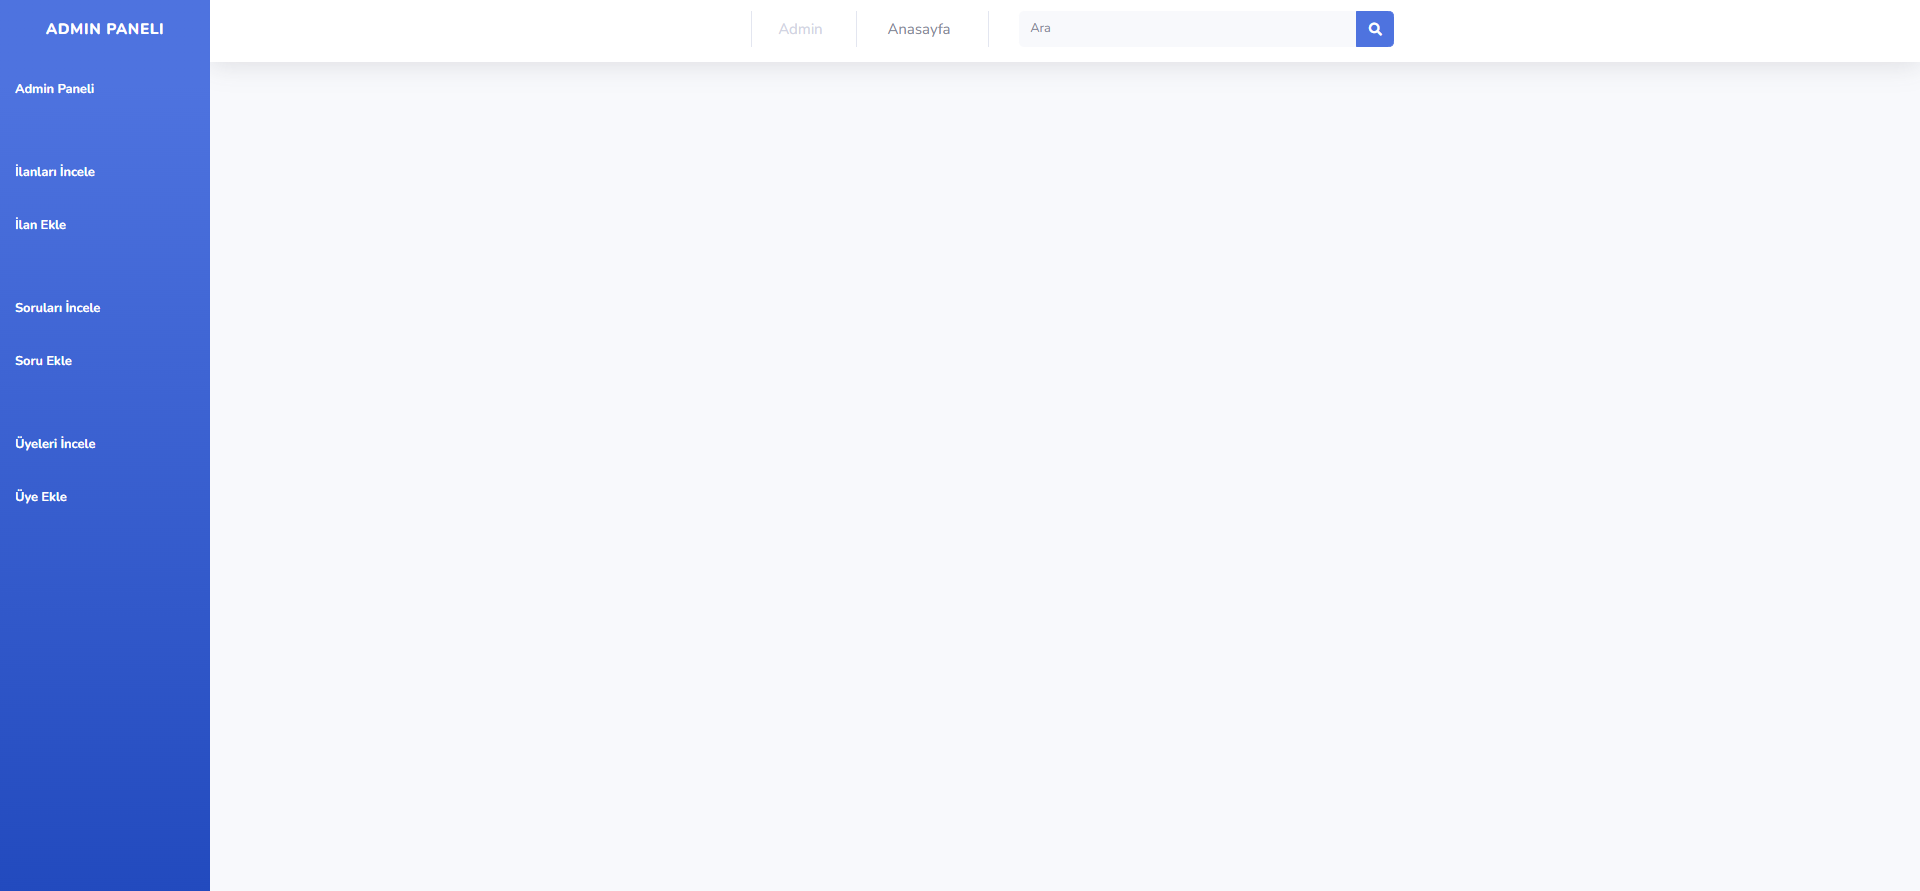 ADMIN PANELI
Admin Anasayfa Ara
Admin Paneli
İlanları İncele
İlan Ekle
Soruları İncele
Soru Ekle
Üyeleri İncele
Üye Ekle